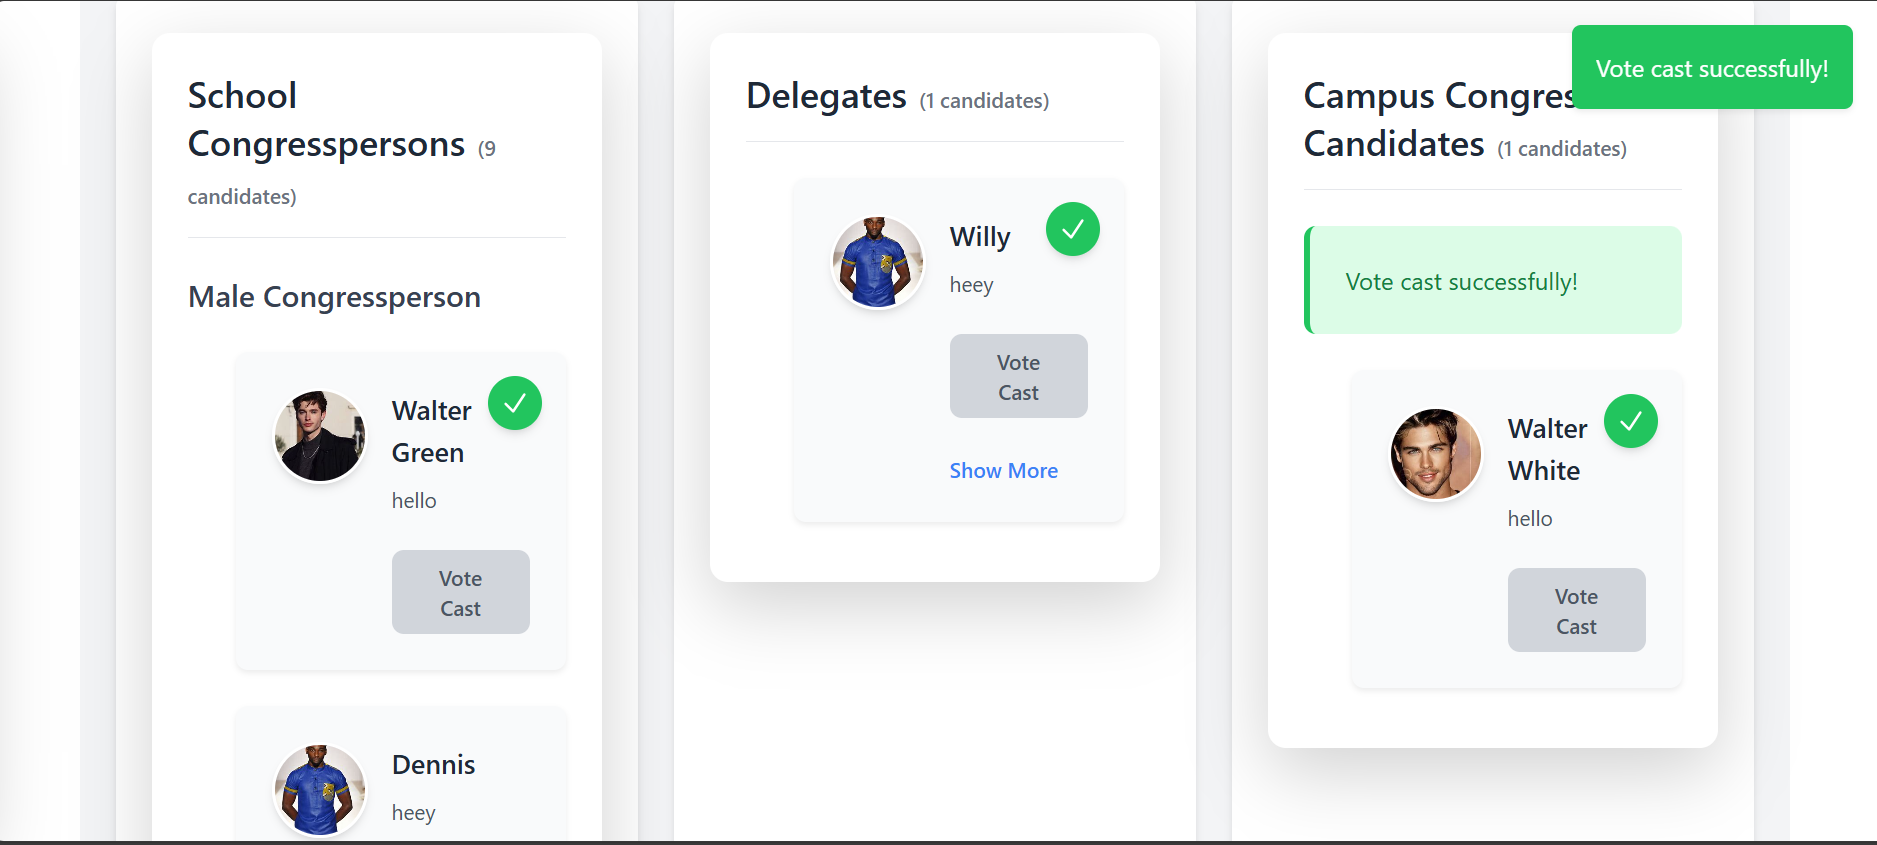 School
Congresspersons (9
candidates)
Male Congressperson
Walter
Green
hello
Vote
Cast
Dennis
heey
Delegates (1 candidates)
Willy
heey
Vote
Cast
Show More
Campus Congres
Candidates (1 candidates)
Vote cast successfully!
Vote cast successfully!
Walter
White
hello
Vote
Cast